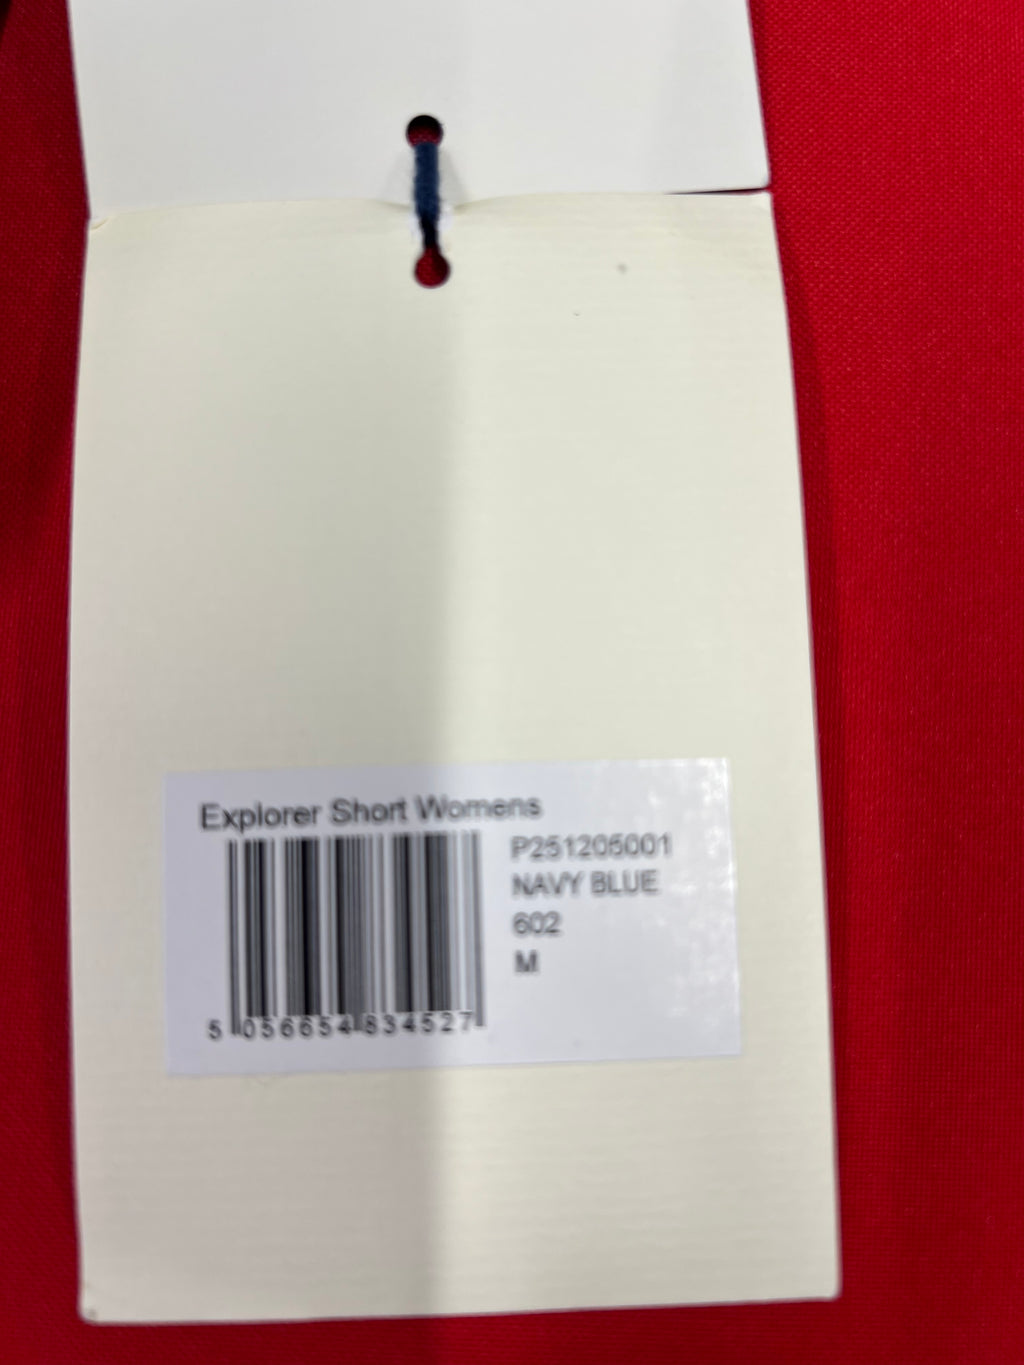 Explorer Short Womens
P251205001
NAVY BLUE
602
M
5 056654 834527